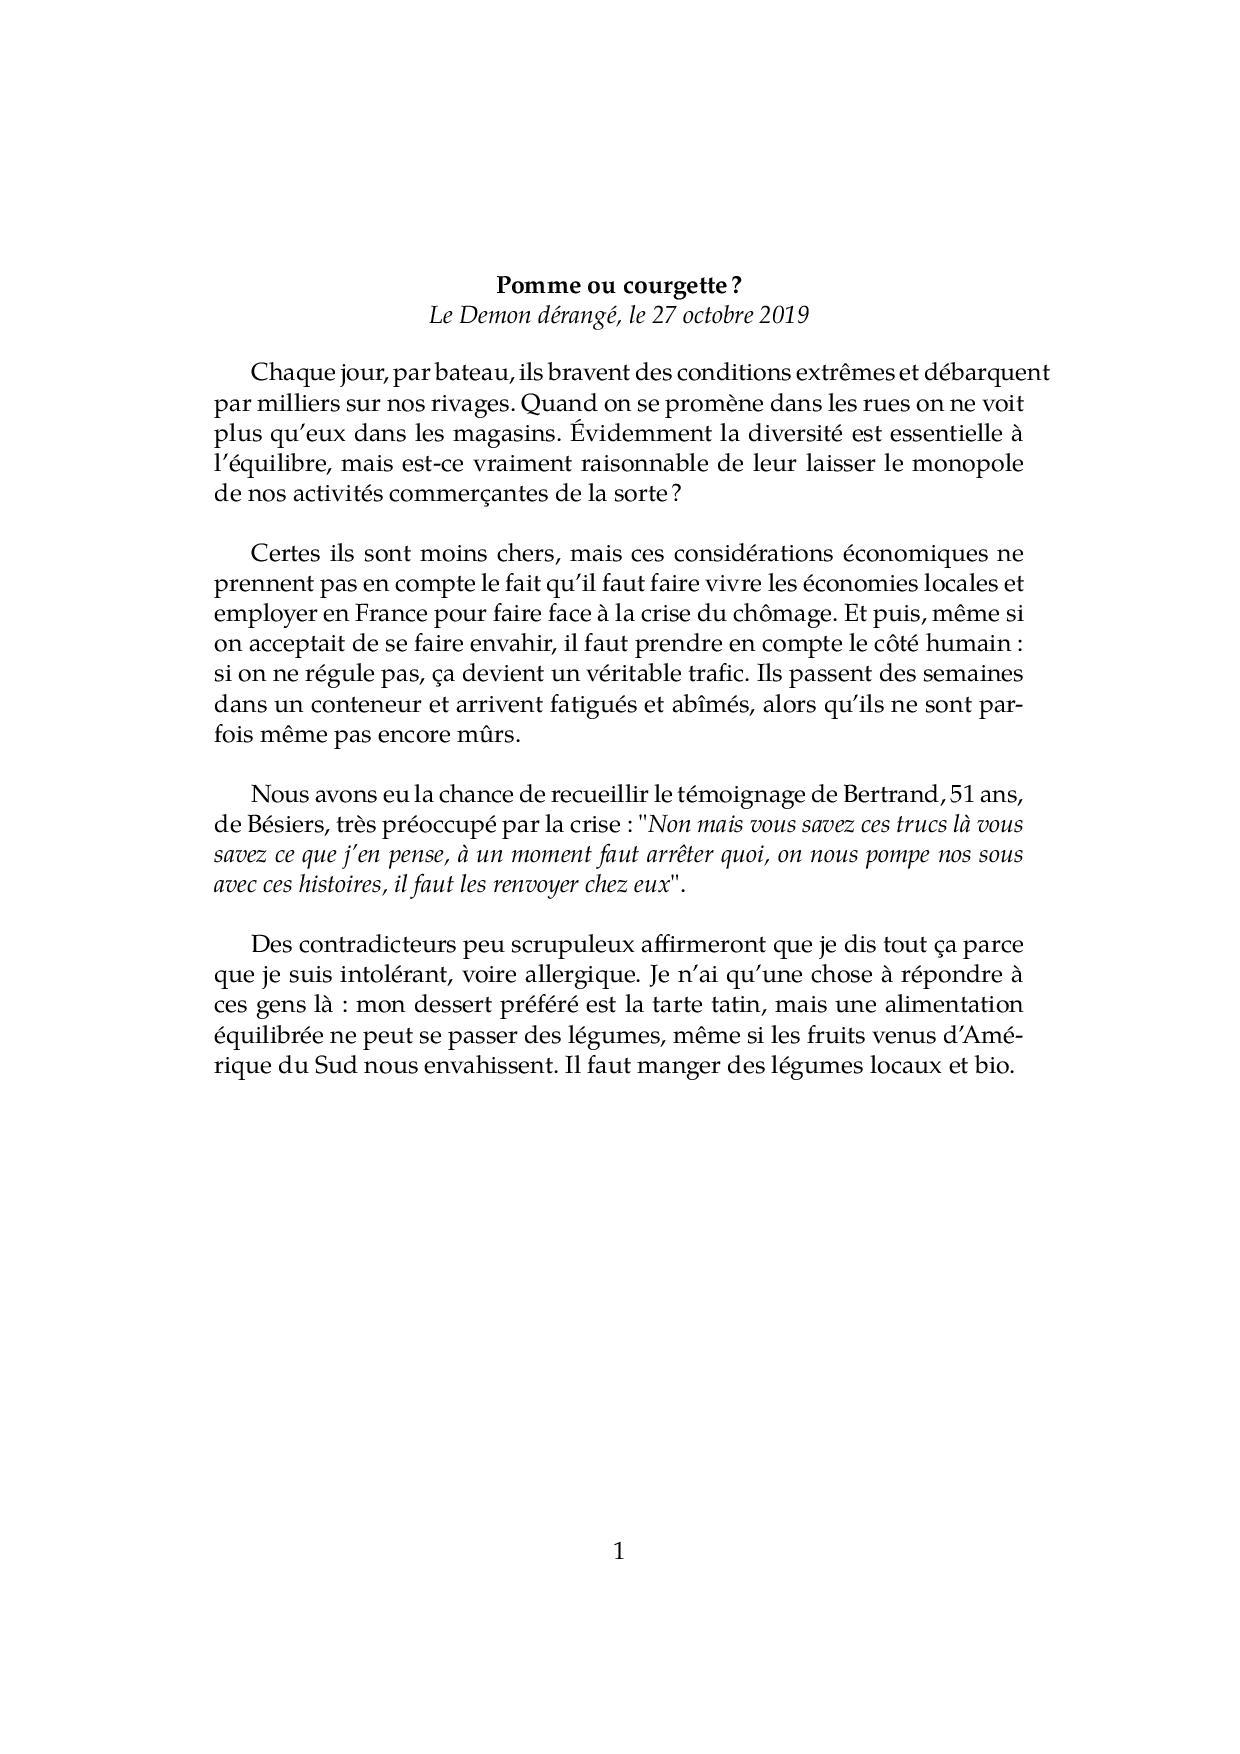 Pomme ou courgette ?
Le Demon dérangé, le 27 octobre 2019
Chaque jour, par bateau, ils bravent des conditions extrêmes et débarquent
par milliers sur nos rivages. Quand on se promène dans les rues on ne voit
plus qu'eux dans les magasins. Évidemment la diversité est essentielle à
l'équilibre, mais est-ce vraiment raisonnable de leur laisser le monopole
de nos activités commerçantes de la sorte ?
Certes ils sont moins chers, mais ces considérations économiques ne
prennent pas en compte le fait qu'il faut faire vivre les économies locales et
employer en France pour faire face à la crise du chômage. Et puis, même si
on acceptait de se faire envahir, il faut prendre en compte le côté humain :
si on ne régule pas, ça devient un véritable trafic. Ils passent des semaines
dans un conteneur et arrivent fatigués et abîmés, alors qu'ils ne sont par-
fois même pas encore mûrs.
Nous avons eu la chance de recueillir le témoignage de Bertrand, 51 ans,
de Bésiers, très préoccupé par la crise : "Non mais vous savez ces trucs là vous
savez ce que j'en pense, à un moment faut arrêter quoi, on nous pompe nos sous
avec ces histoires, il faut les renvoyer chez eux".
Des contradicteurs peu scrupuleux affirmeront que je dis tout ça parce
que je suis intolérant, voire allergique. Je n'ai qu'une chose à répondre à
ces gens là : mon dessert préféré est la tarte tatin, mais une alimentation
équilibrée ne peut se passer des légumes, même si les fruits venus d'Amé-
rique du Sud nous envahissent. Il faut manger des légumes locaux et bio.
1